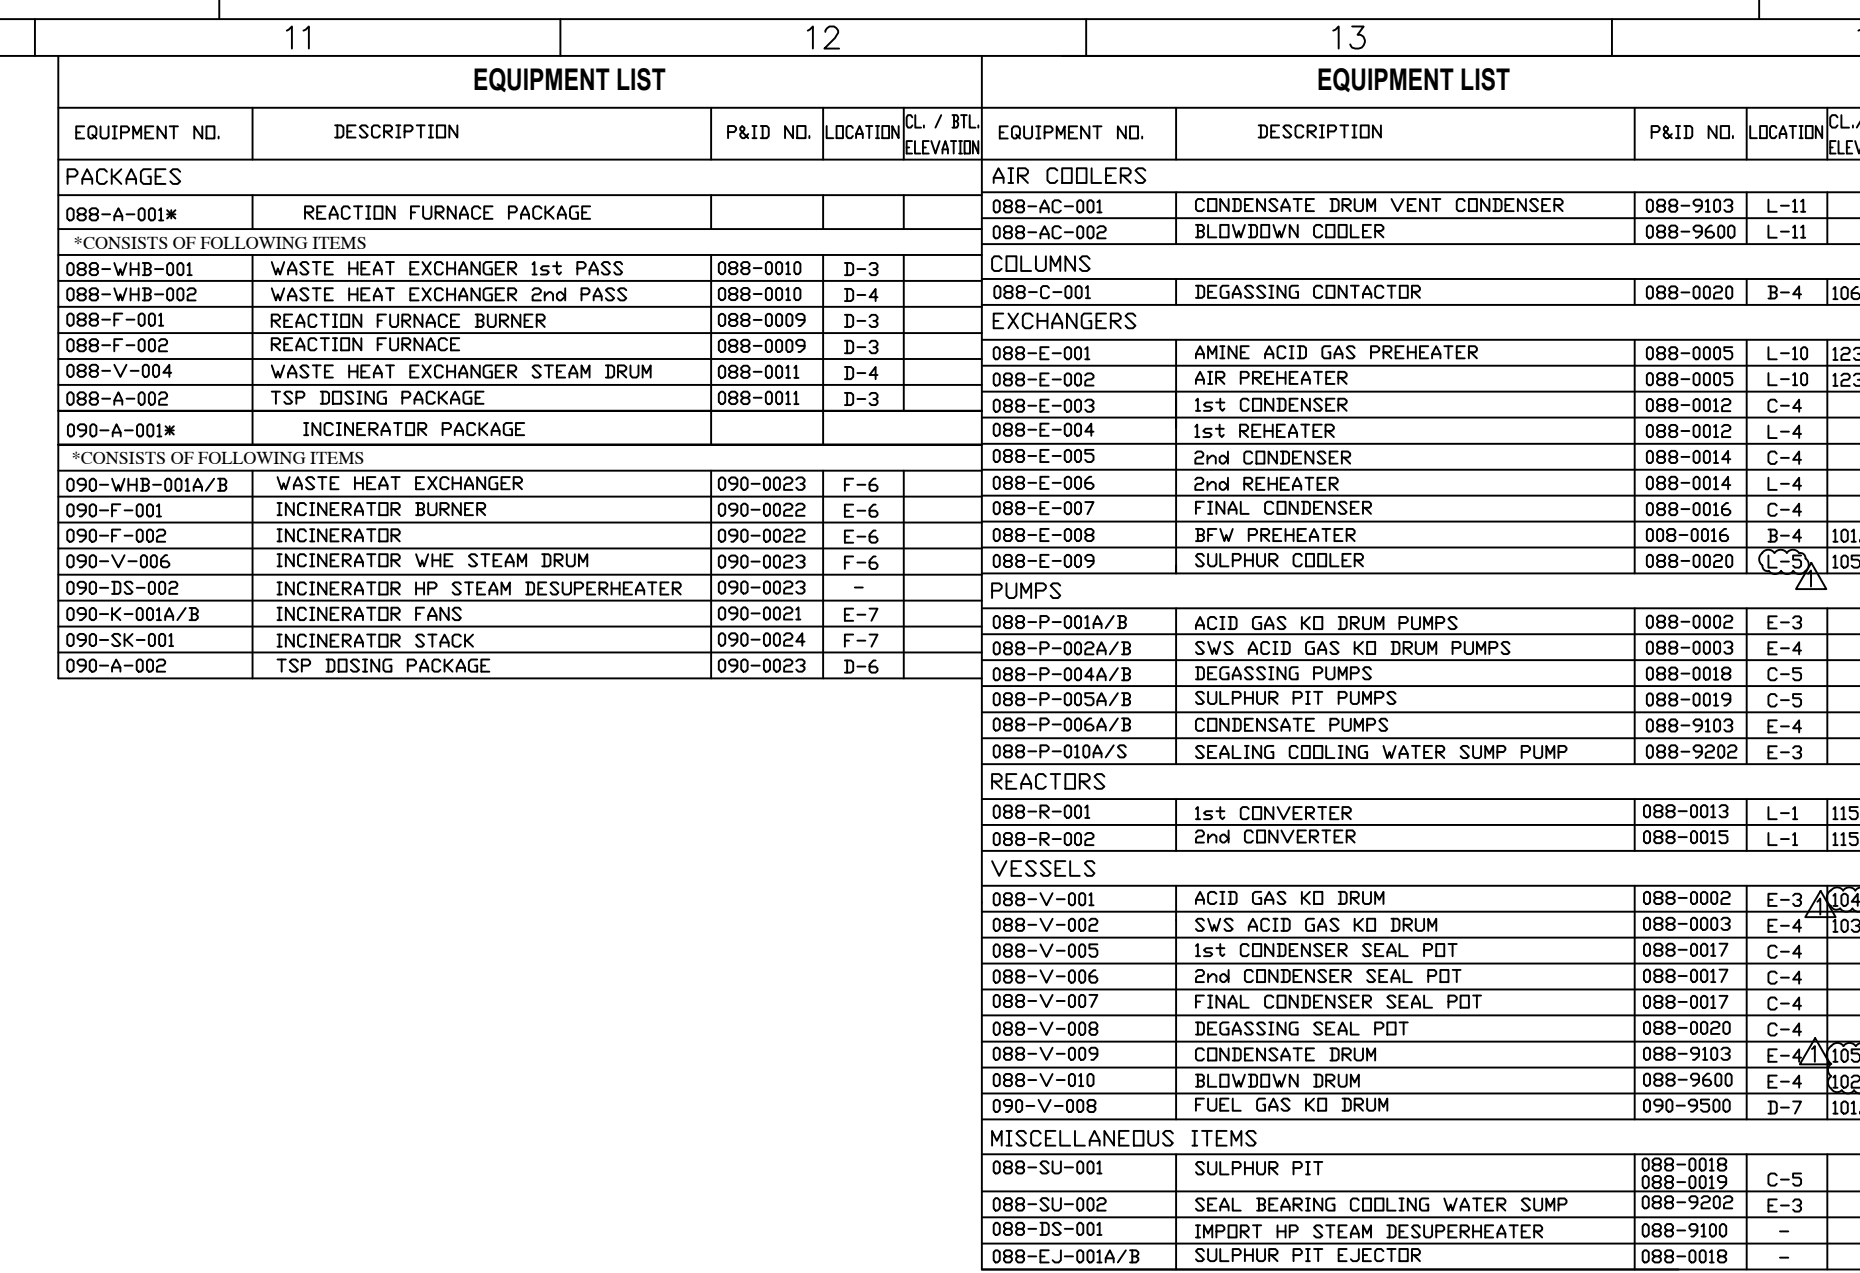 11 12 13
EQUIPMENT LIST
EQUIPMENT NO. DESCRIPTION P&ID NO. LOCATION CL. / BTL. ELEVATION
PACKAGES
088-A-001* REACTION FURNACE PACKAGE
*CONSISTS OF FOLLOWING ITEMS
088-WHB-001 WASTE HEAT EXCHANGER 1st PASS 088-0010 D-3
088-WHB-002 WASTE HEAT EXCHANGER 2nd PASS 088-0010 D-4
088-F-001 REACTION FURNACE BURNER 088-0009 D-3
088-F-002 REACTION FURNACE 088-0009 D-3
088-V-004 WASTE HEAT EXCHANGER STEAM DRUM 088-0011 D-4
088-A-002 TSP DOSING PACKAGE 088-0011 D-3
090-A-001* INCINERATOR PACKAGE
*CONSISTS OF FOLLOWING ITEMS
090-WHB-001A/B WASTE HEAT EXCHANGER 090-0023 F-6
090-F-001 INCINERATOR BURNER 090-0022 E-6
090-F-002 INCINERATOR 090-0022 E-6
090-V-006 INCINERATOR WHE STEAM DRUM 090-0023 F-6
090-DS-002 INCINERATOR HP STEAM DESUPERHEATER 090-0023 -
090-K-001A/B INCINERATOR FANS 090-0021 E-7
090-SK-001 INCINERATOR STACK 090-0024 F-7
090-A-002 TSP DOSING PACKAGE 090-0023 D-6
EQUIPMENT LIST
EQUIPMENT NO. DESCRIPTION P&ID NO. LOCATION
AIR COOLERS
088-AC-001 CONDENSATE DRUM VENT CONDENSER 088-9103 L-11
088-AC-002 BLOWDOWN COOLER 088-9600 L-11
COLUMNS
088-C-001 DEGASSING CONTACTOR 088-0020 B-4 106
EXCHANGERS
088-E-001 AMINE ACID GAS PREHEATER 088-0005 L-10 123
088-E-002 AIR PREHEATER 088-0005 L-10 123
088-E-003 1st CONDENSER 088-0012 C-4
088-E-004 1st REHEATER 088-0012 L-4
088-E-005 2nd CONDENSER 088-0014 C-4
088-E-006 2nd REHEATER 088-0014 L-4
088-E-007 FINAL CONDENSER 088-0016 C-4
088-E-008 BFW PREHEATER 008-0016 B-4 101.
088-E-009 SULPHUR COOLER 088-0020 L-5 1 105
PUMPS
088-P-001A/B ACID GAS KO DRUM PUMPS 088-0002 E-3
088-P-002A/B SWS ACID GAS KO DRUM PUMPS 088-0003 E-4
088-P-004A/B DEGASSING PUMPS 088-0018 C-5
088-P-005A/B SULPHUR PIT PUMPS 088-0019 C-5
088-P-006A/B CONDENSATE PUMPS 088-9103 E-4
088-P-010A/S SEALING COOLING WATER SUMP PUMP 088-9202 E-3
REACTORS
088-R-001 1st CONVERTER 088-0013 L-1 115
088-R-002 2nd CONVERTER 088-0015 L-1 115
VESSELS
088-V-001 ACID GAS KO DRUM 088-0002 E-3 1 104
088-V-002 SWS ACID GAS KO DRUM 088-0003 E-4 103
088-V-005 1st CONDENSER SEAL POT 088-0017 C-4
088-V-006 2nd CONDENSER SEAL POT 088-0017 C-4
088-V-007 FINAL CONDENSER SEAL POT 088-0017 C-4
088-V-008 DEGASSING SEAL POT 088-0020 C-4
088-V-009 CONDENSATE DRUM 088-9103 E-4 1 105
088-V-010 BLOWDOWN DRUM 088-9600 E-4 102
090-V-008 FUEL GAS KO DRUM 090-9500 D-7 101.
MISCELLANEOUS ITEMS
088-SU-001 SULPHUR PIT 088-0018 088-0019 C-5
088-SU-002 SEAL BEARING COOLING WATER SUMP 088-9202 E-3
088-DS-001 IMPORT HP STEAM DESUPERHEATER 088-9100 -
088-EJ-001A/B SULPHUR PIT EJECTOR 088-0018 -